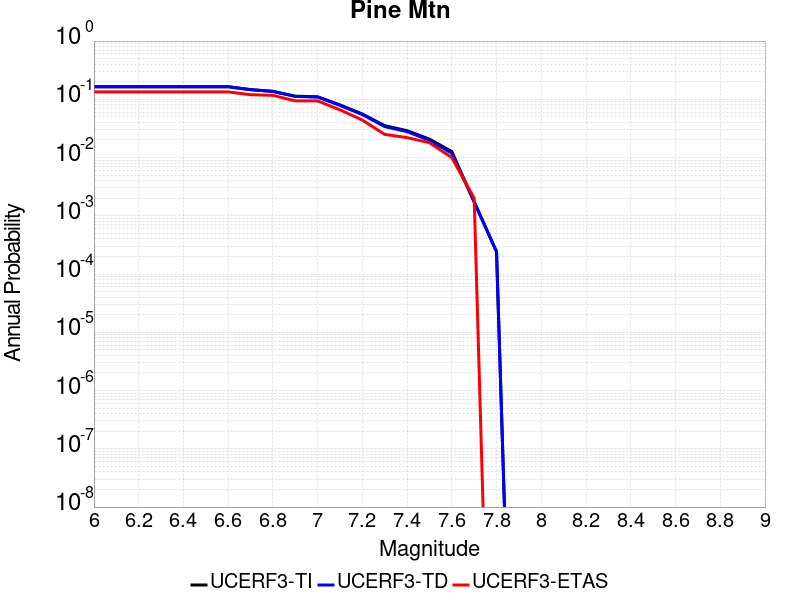 Pine Mtn
10^0
10^-1
10^-2
10^-3
10^-4
10^-5
10^-6
10^-7
10^-8
Annual Probability
6 6.2 6.4 6.6 6.8 7 7.2 7.4 7.6 7.8 8 8.2 8.4 8.6 8.8 9
Magnitude
UCERF3-TI UCERF3-TD UCERF3-ETAS